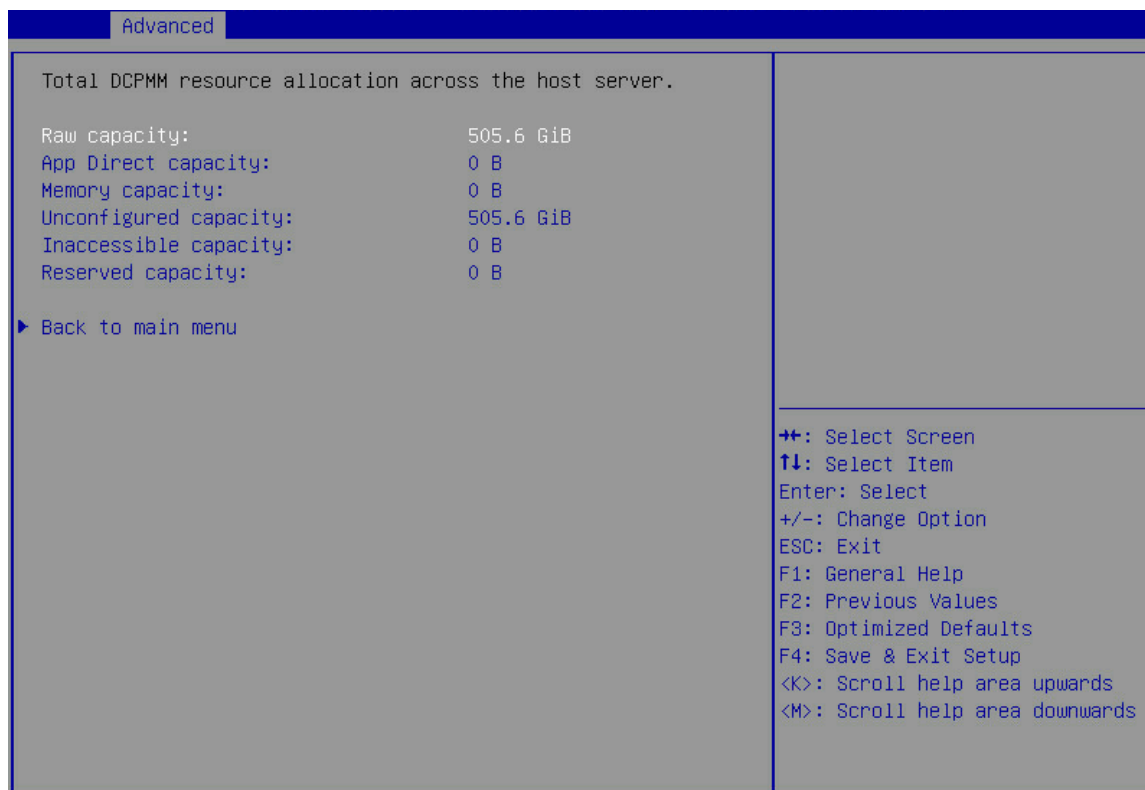 Advanced
Total DCPMM resource allocation across the host server.
Raw capacity: 505.6 GiB
App Direct capacity: 0 B
Memory capacity: 0 B
Unconfigured capacity: 505.6 GiB
Inaccessible capacity: 0 B
Reserved capacity: 0 B
Back to main menu
→←: Select Screen
↑↓: Select Item
Enter: Select
+/-: Change Option
ESC: Exit
F1: General Help
F2: Previous Values
F3: Optimized Defaults
F4: Save & Exit Setup
<K>: Scroll help area upwards
<M>: Scroll help area downwards